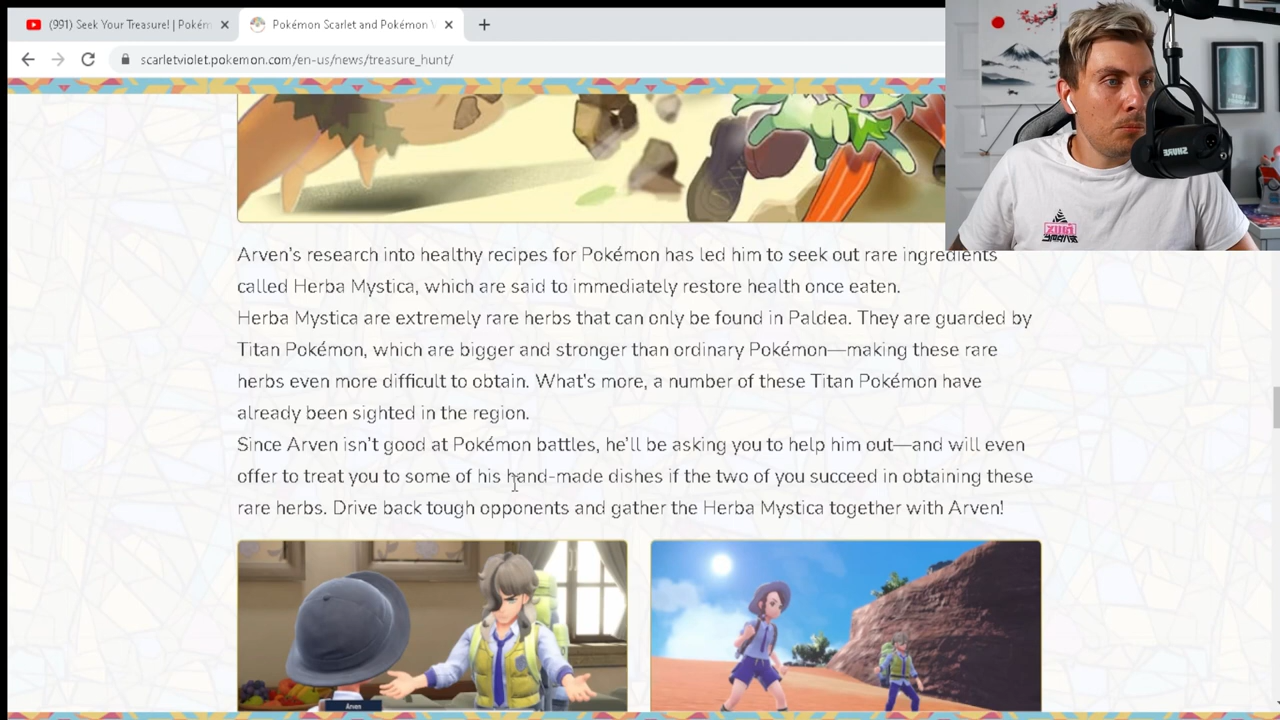 (991) Seek Your Treasure! | Pokém
Pokémon Scarlet and Pokémon V
scarletviolet.pokemon.com/en-us/news/treasure_hunt/
SHURE
Arven's research into healthy recipes for Pokémon has led him to seek out rare ingredients
called Herba Mystica, which are said to immediately restore health once eaten.
Herba Mystica are extremely rare herbs that can only be found in Paldea. They are guarded by
Titan Pokémon, which are bigger and stronger than ordinary Pokémon—making these rare
herbs even more difficult to obtain. What's more, a number of these Titan Pokémon have
already been sighted in the region.
Since Arven isn't good at Pokémon battles, he'll be asking you to help him out—and will even
offer to treat you to some of his hand-made dishes if the two of you succeed in obtaining these
rare herbs. Drive back tough opponents and gather the Herba Mystica together with Arven!
Arven